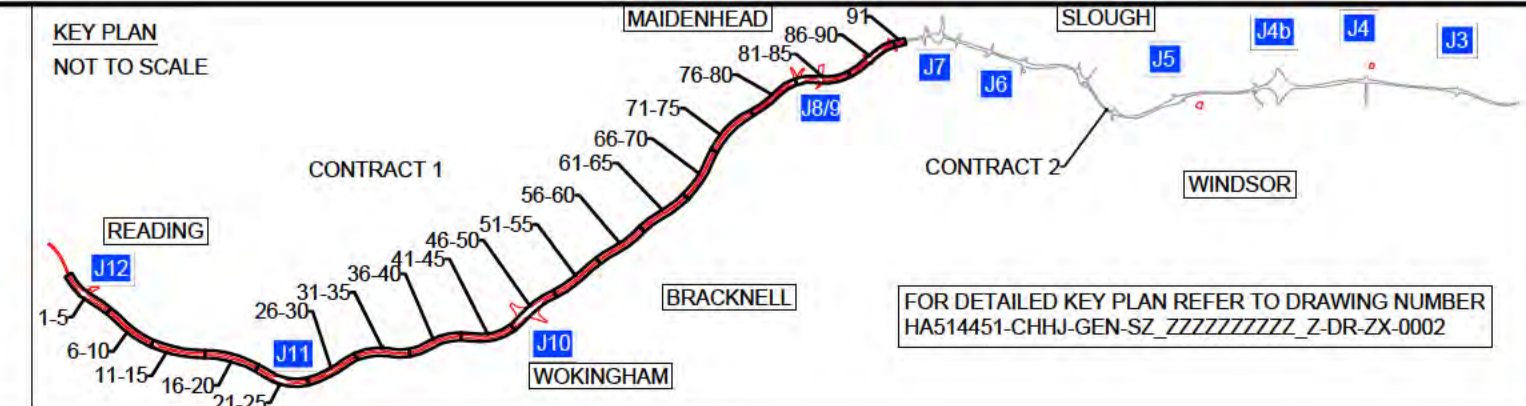 KEY PLAN
NOT TO SCALE
MAIDENHEAD
SLOUGH
91
86-90
81-85
76-80
71-75
66-70
61-65
56-60
51-55
46-50
41-45
36-40
31-35
26-30
21-25
16-20
11-15
6-10
1-5
J7
J6
J5
J4b
J4
J3
J8/9
CONTRACT 1
CONTRACT 2
WINDSOR
READING
J12
J11
J10
BRACKNELL
WOKINGHAM
FOR DETAILED KEY PLAN REFER TO DRAWING NUMBER
HA514451-CHHJ-GEN-SZ_ZZZZZZZZZZ_Z-DR-ZX-0002